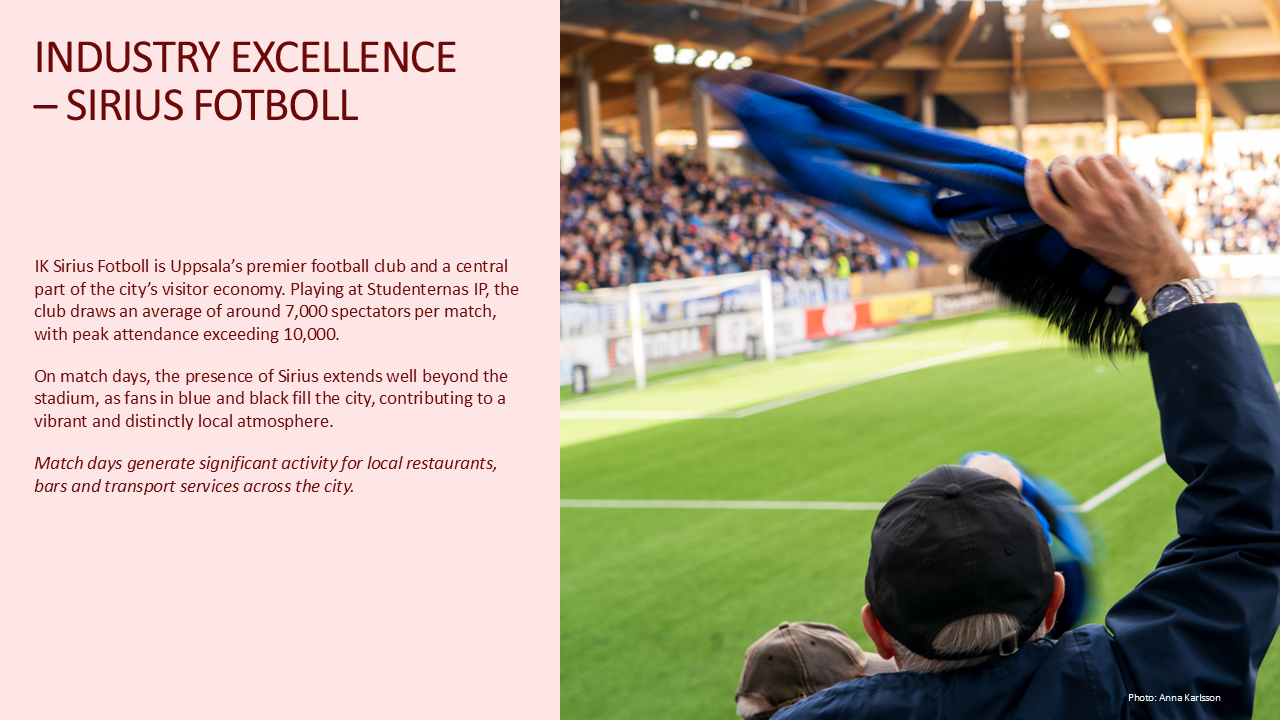 INDUSTRY EXCELLENCE
– SIRIUS FOTBOLL
IK Sirius Fotboll is Uppsala’s premier football club and a central
part of the city’s visitor economy. Playing at Studenternas IP, the
club draws an average of around 7,000 spectators per match,
with peak attendance exceeding 10,000.
On match days, the presence of Sirius extends well beyond the
stadium, as fans in blue and black fill the city, contributing to a
vibrant and distinctly local atmosphere.
Match days generate significant activity for local restaurants,
bars and transport services across the city.
Photo: Anna Karlsson